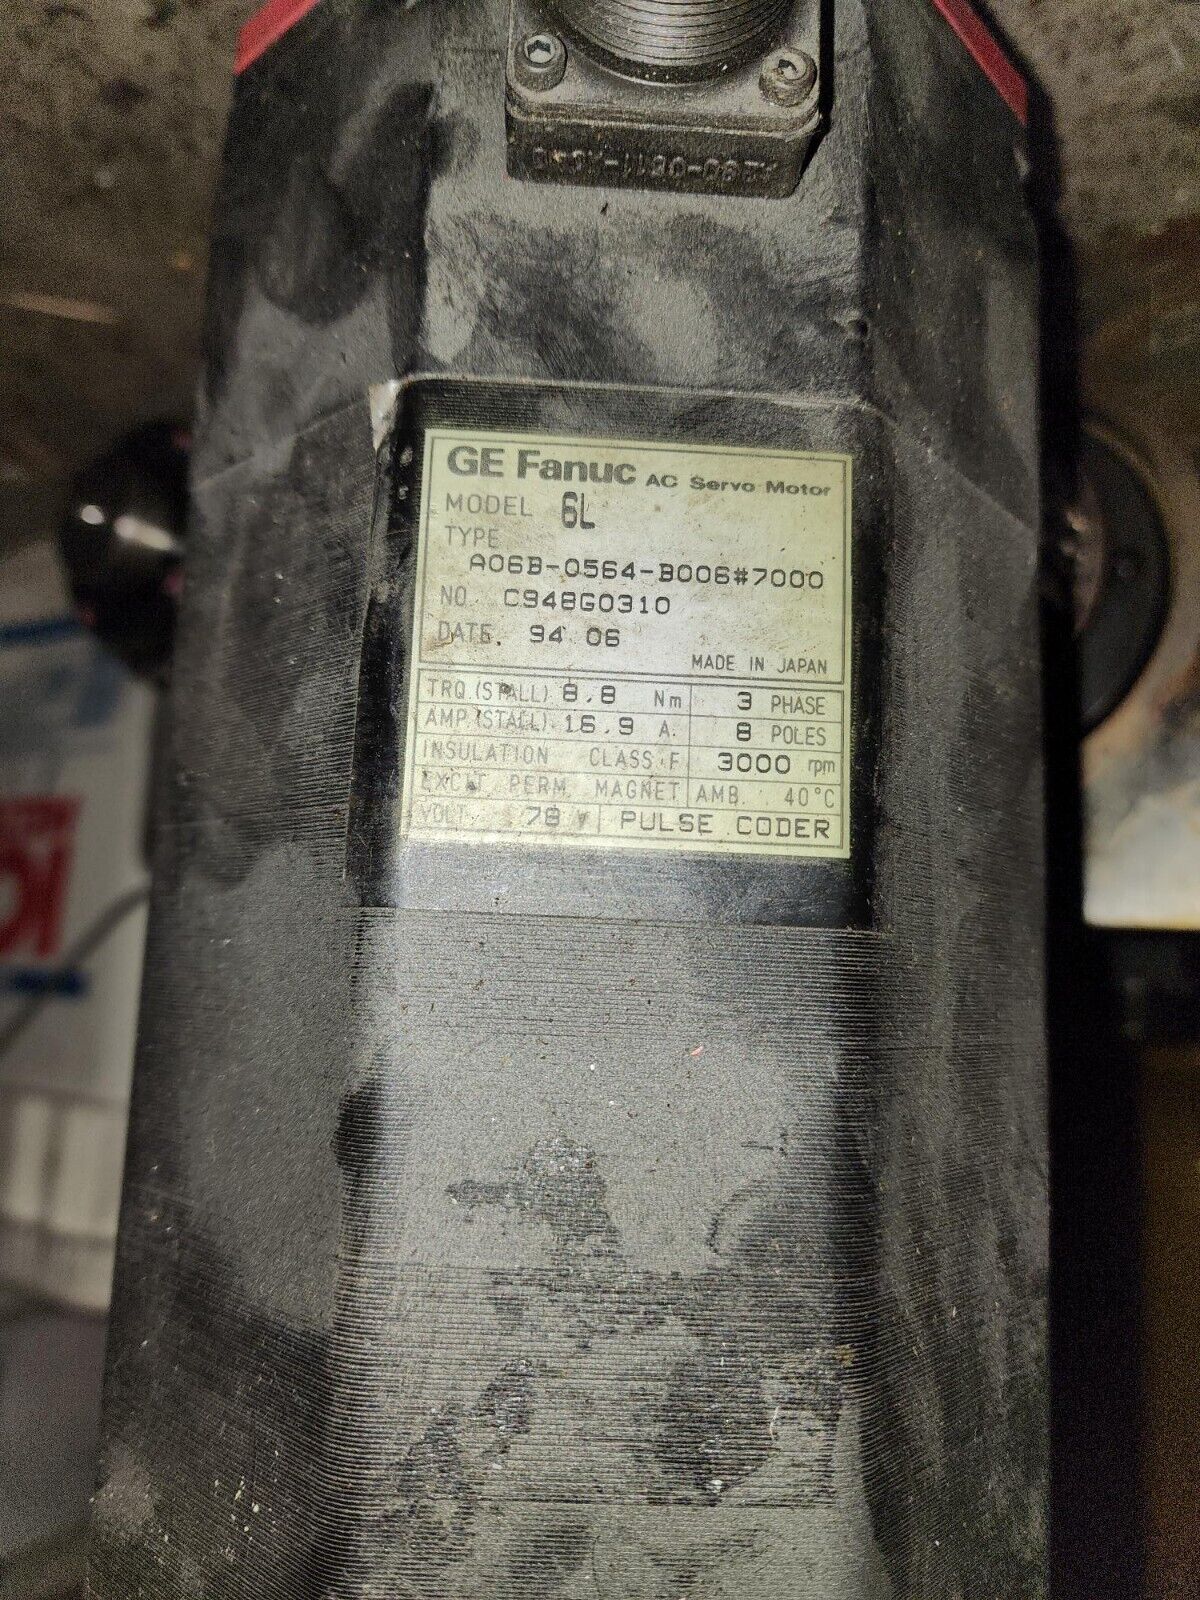 GE Fanuc AC Servo Motor
MODEL 6L
TYPE
A06B-0564-B006#7000
NO. C948G0310
DATE. 94 06
MADE IN JAPAN
TRQ.(STALL). 8.8 Nm 3 PHASE
AMP.(STALL). 16.9 A. 8 POLES
INSULATION CLASS F 3000 rpm
EXCIT. PERM. MAGNET AMB. 40°C
VOLT. 78 V PULSE CODER